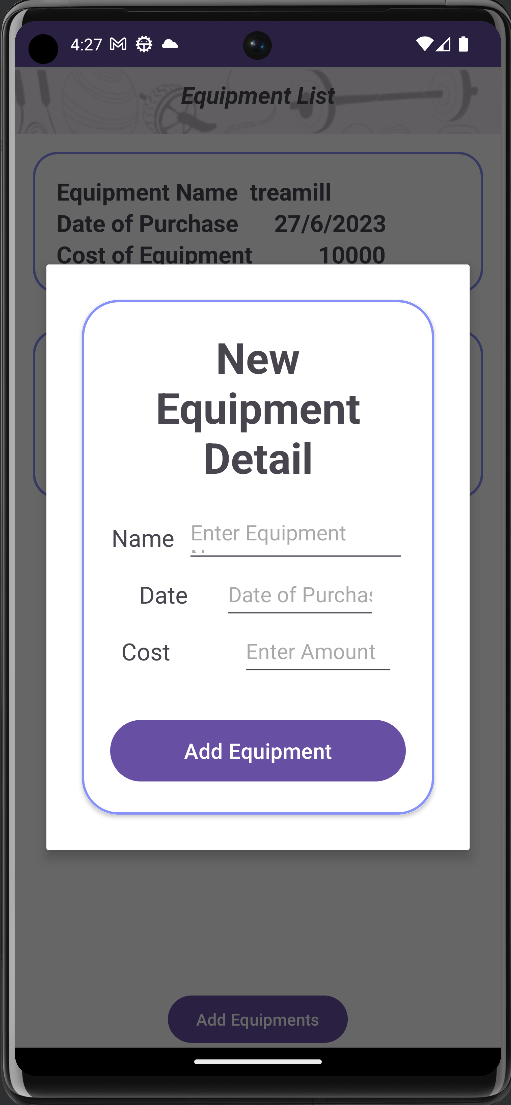 4:27
Equipment List
Equipment Name treamill
Date of Purchase 27/6/2023
Cost of Equipment 10000
New
Equipment
Detail
Name Enter Equipment
Date Date of Purchas
Cost Enter Amount
Add Equipment
Add Equipments